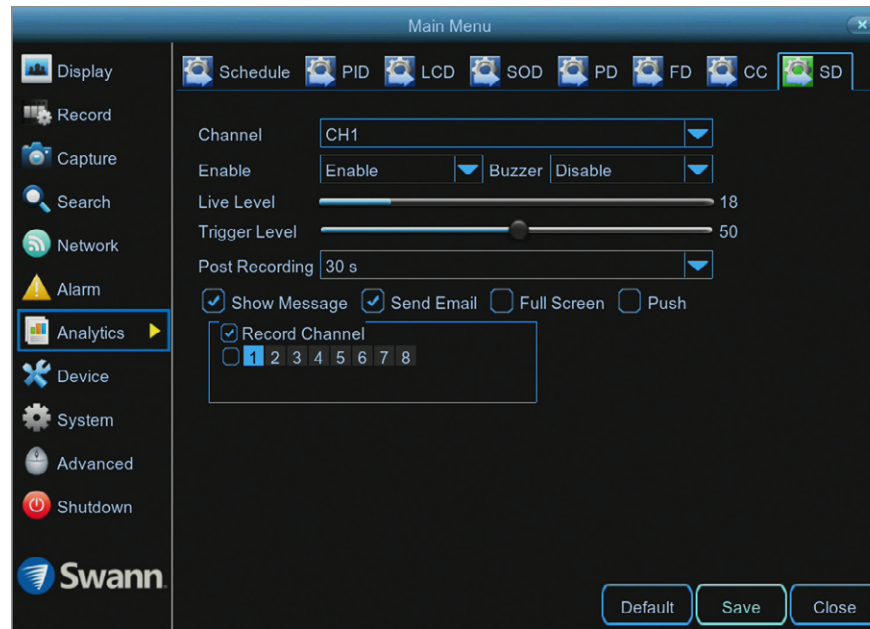 Main Menu
Display
Record
Capture
Search
Network
Alarm
Analytics
Device
System
Advanced
Shutdown
Swann
Schedule PID LCD SOD PD FD CC SD
Channel CH1
Enable Enable Buzzer Disable
Live Level 18
Trigger Level 50
Post Recording 30 s
Show Message Send Email Full Screen Push
Record Channel
1 2 3 4 5 6 7 8
Default Save Close